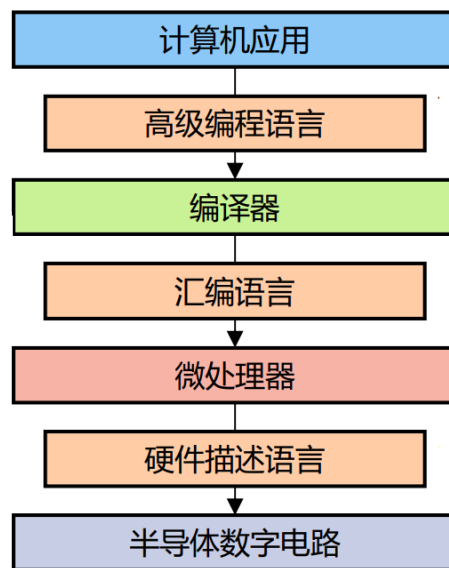 计算机应用
高级编程语言
编译器
汇编语言
微处理器
硬件描述语言
半导体数字电路